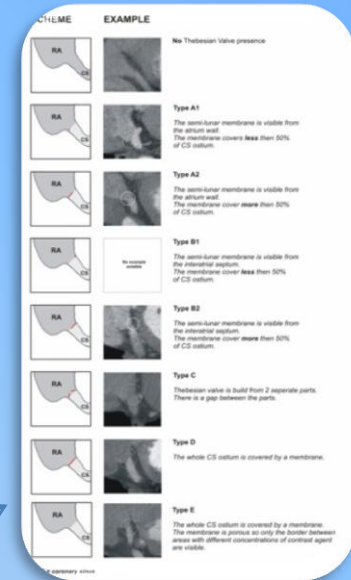 CHEME EXAMPLE
RA
CS
No Thebesian Valve presence
RA
CS
Type A1
The semi-lunar membrane is visible from
the atrium wall.
The membrane covers less then 50%
of CS ostium.
RA
CS
Type A2
The semi-lunar membrane is visible from
the atrium wall.
The membrane cover more then 50%
of CS ostium.
RA
CS
No example
available
Type B1
The semi-lunar membrane is visible from
the interatrial septum.
The membrane cover less then 50%
of CS ostium.
RA
CS
Type B2
The semi-lunar membrane is visible from
the interatrial septum.
The membrane cover more then 50%
of CS ostium.
RA
CS
Type C
Thebesian valve is build from 2 seperate parts.
There is a gap between the parts.
RA
CS
Type D
The whole CS ostium is covered by a membrane.
RA
CS
Type E
The whole CS ostium is covered by a membrane.
The membrane is porous so only the border between
areas with different concentrations of contrast agent
are visible.
sinus